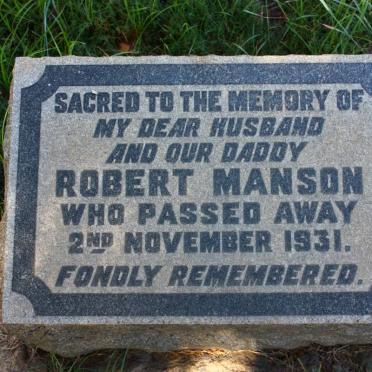 SACRED TO THE MEMORY OF
MY DEAR HUSBAND
AND OUR DADDY
ROBERT MANSON
WHO PASSED AWAY
2ND NOVEMBER 1931.
FONDLY REMEMBERED.